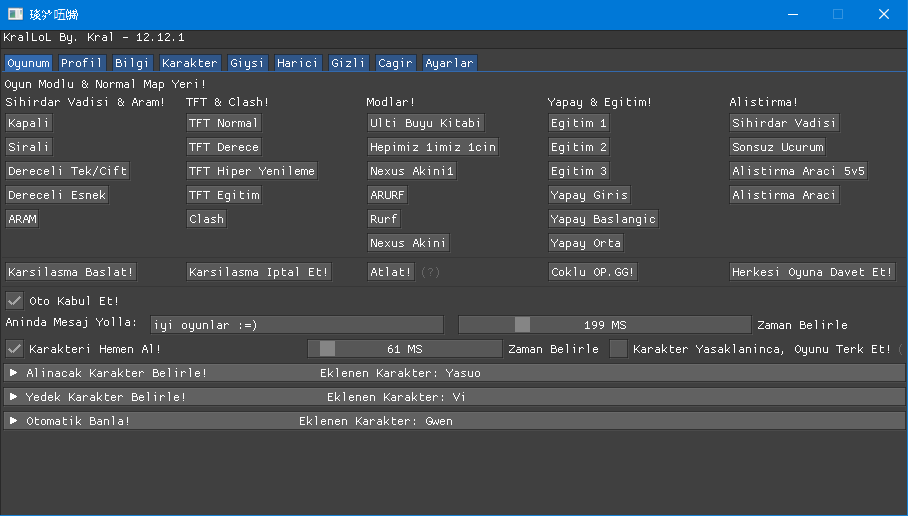 KralLoL By. Kral - 12.12.1
Oyunum Profil Bilgi Karakter Giysi Harici Gizli Cagir Ayarlar
Oyun Modlu & Normal Map Yeri!
Sihirdar Vadisi & Aram! TFT & Clash! Modlar! Yapay & Egitim! Alistirma!
Kapali TFT Normal Ulti Buyu Kitabi Egitim 1 Sihirdar Vadisi
Sirali TFT Derece Hepimiz 1imiz 1cin Egitim 2 Sonsuz Ucurum
Dereceli Tek/Cift TFT Hiper Yenileme Nexus Akini1 Egitim 3 Alistirma Araci 5v5
Dereceli Esnek TFT Egitim ARURF Yapay Giris Alistirma Araci
ARAM Clash Rurf Yapay Baslangic
Nexus Akini Yapay Orta
Karsilasma Baslat! Karsilasma Iptal Et! Atlat! (?) Coklu OP.GG! Herkesi Oyuna Davet Et!
Oto Kabul Et!
Aninda Mesaj Yolla: iyi oyunlar :=) 199 MS Zaman Belirle
Karakteri Hemen Al! 61 MS Zaman Belirle Karakter Yasaklaninca, Oyunu Terk Et! (
Alinacak Karakter Belirle! Eklenen Karakter: Yasuo
Yedek Karakter Belirle! Eklenen Karakter: Vi
Otomatik Banla! Eklenen Karakter: Gwen